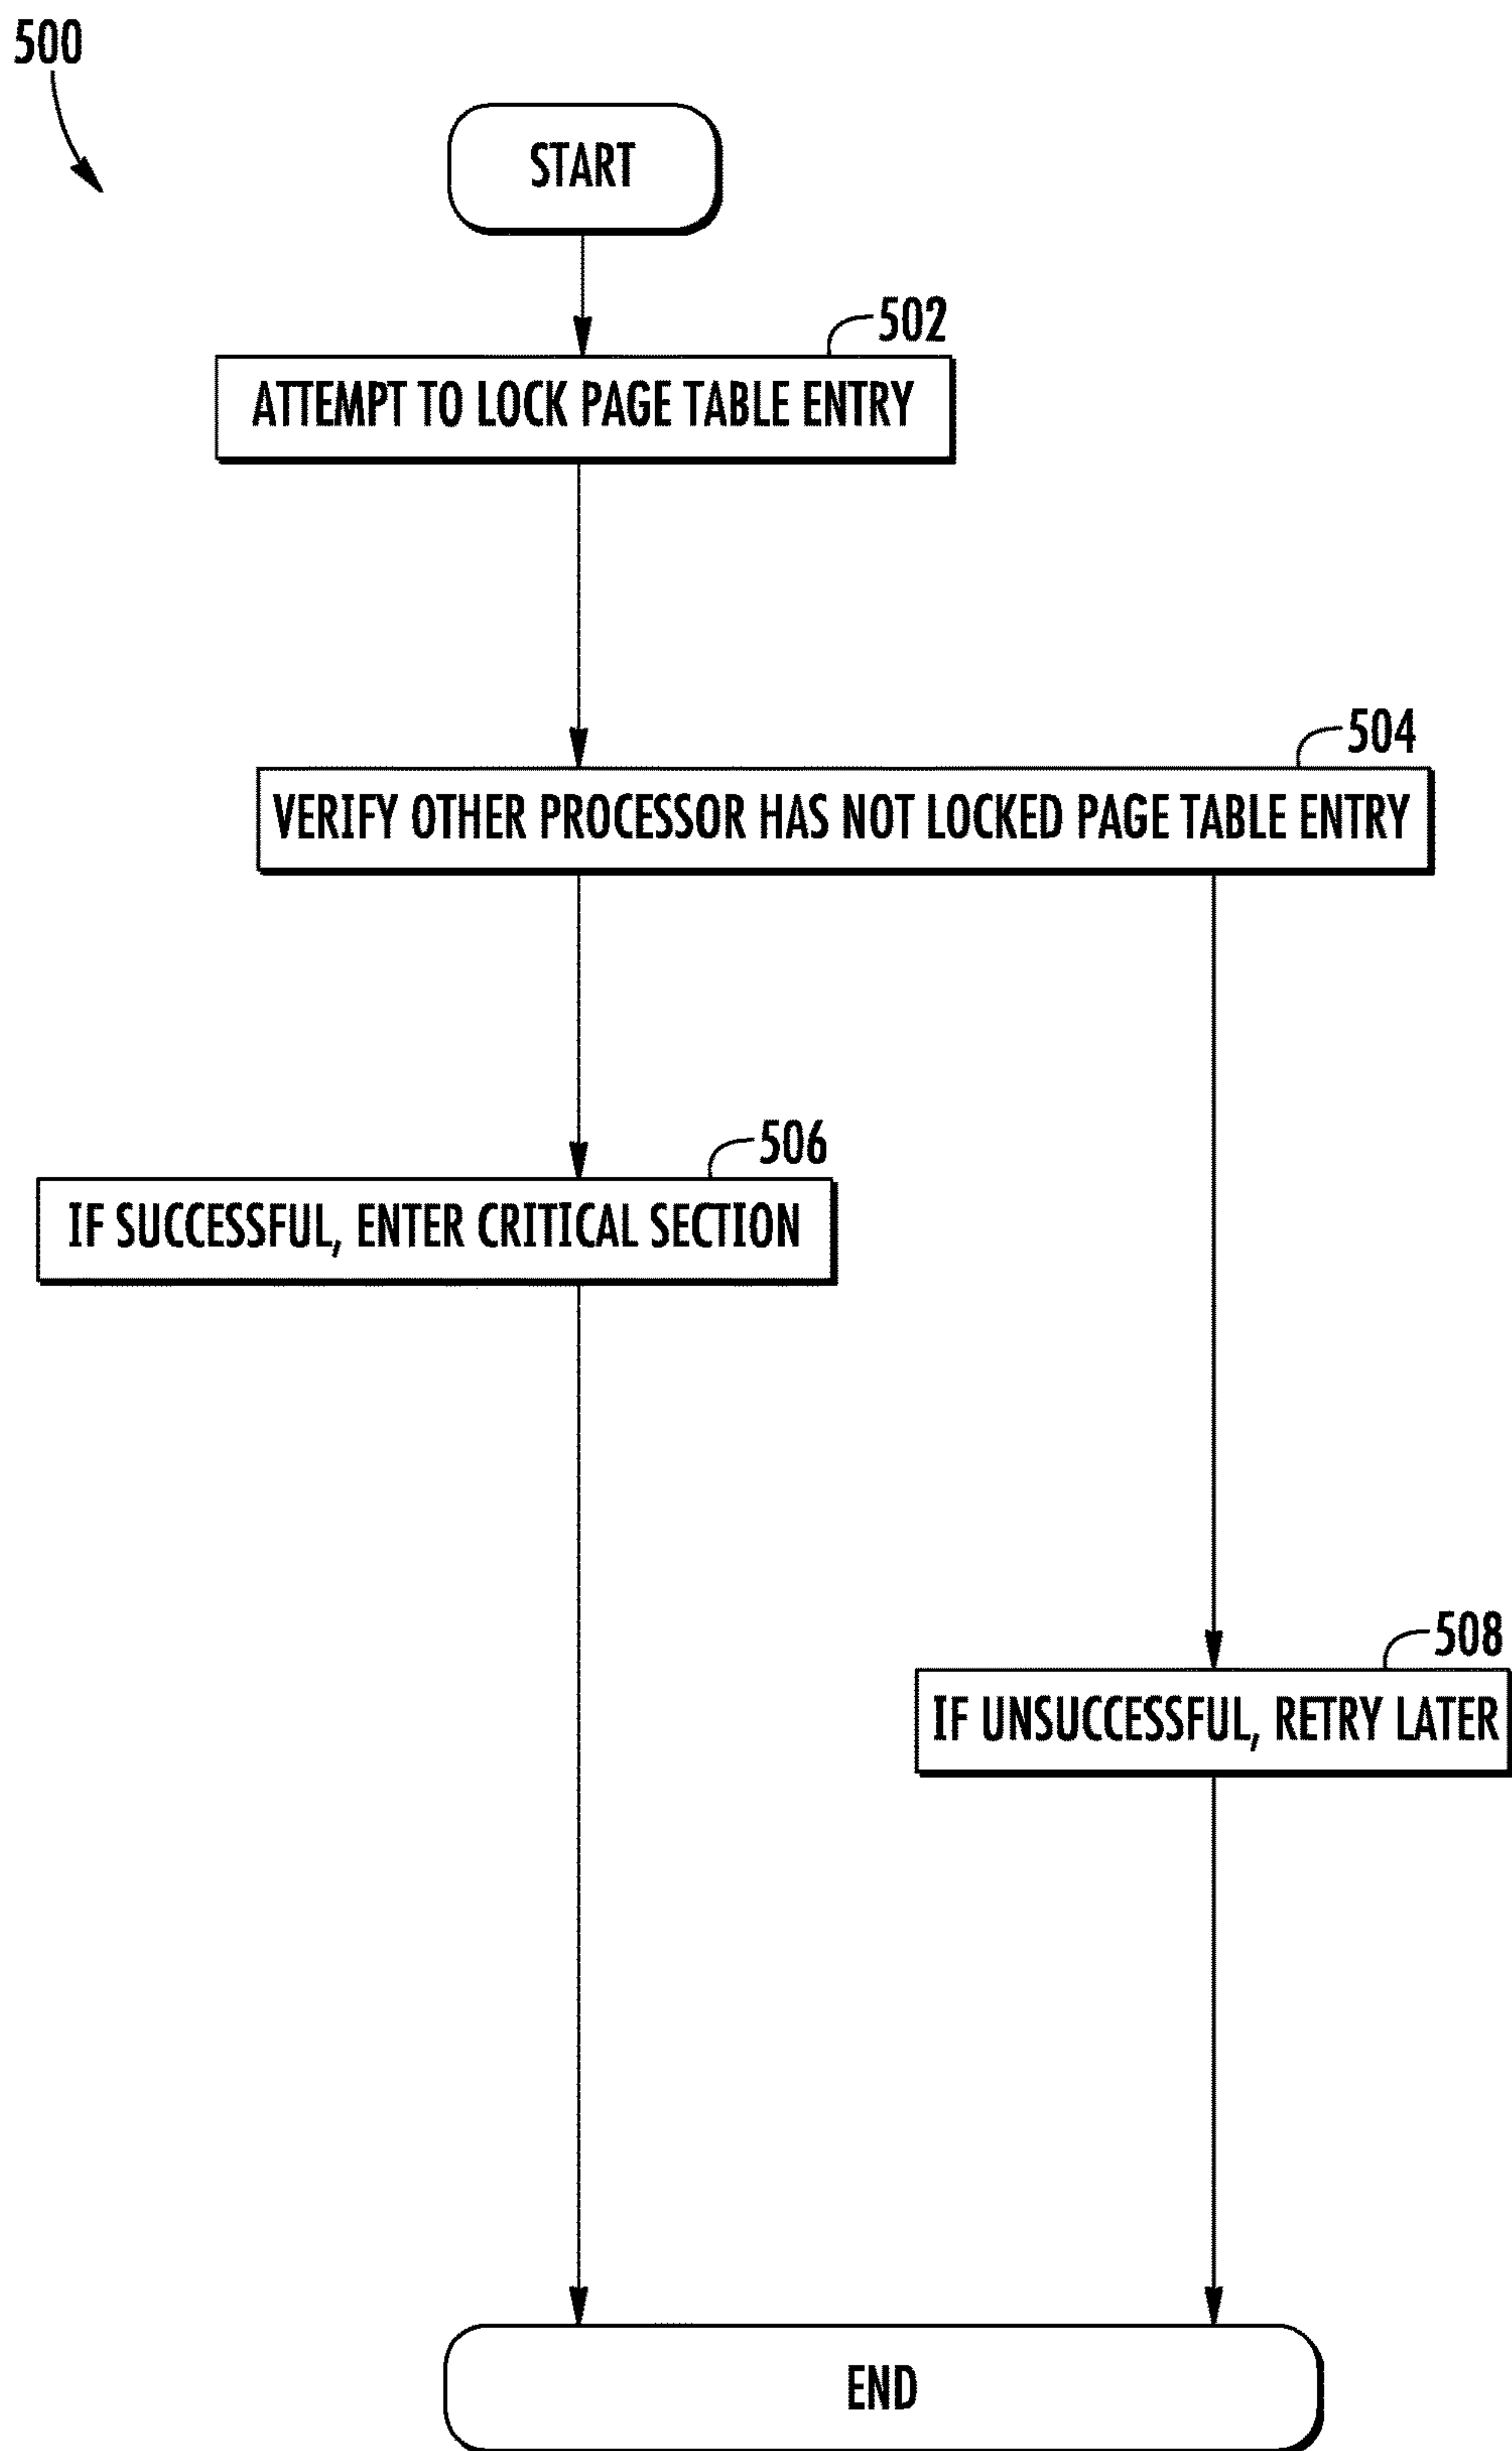 500
START
502
ATTEMPT TO LOCK PAGE TABLE ENTRY
504
VERIFY OTHER PROCESSOR HAS NOT LOCKED PAGE TABLE ENTRY
506
IF SUCCESSFUL, ENTER CRITICAL SECTION
508
IF UNSUCCESSFUL, RETRY LATER
END